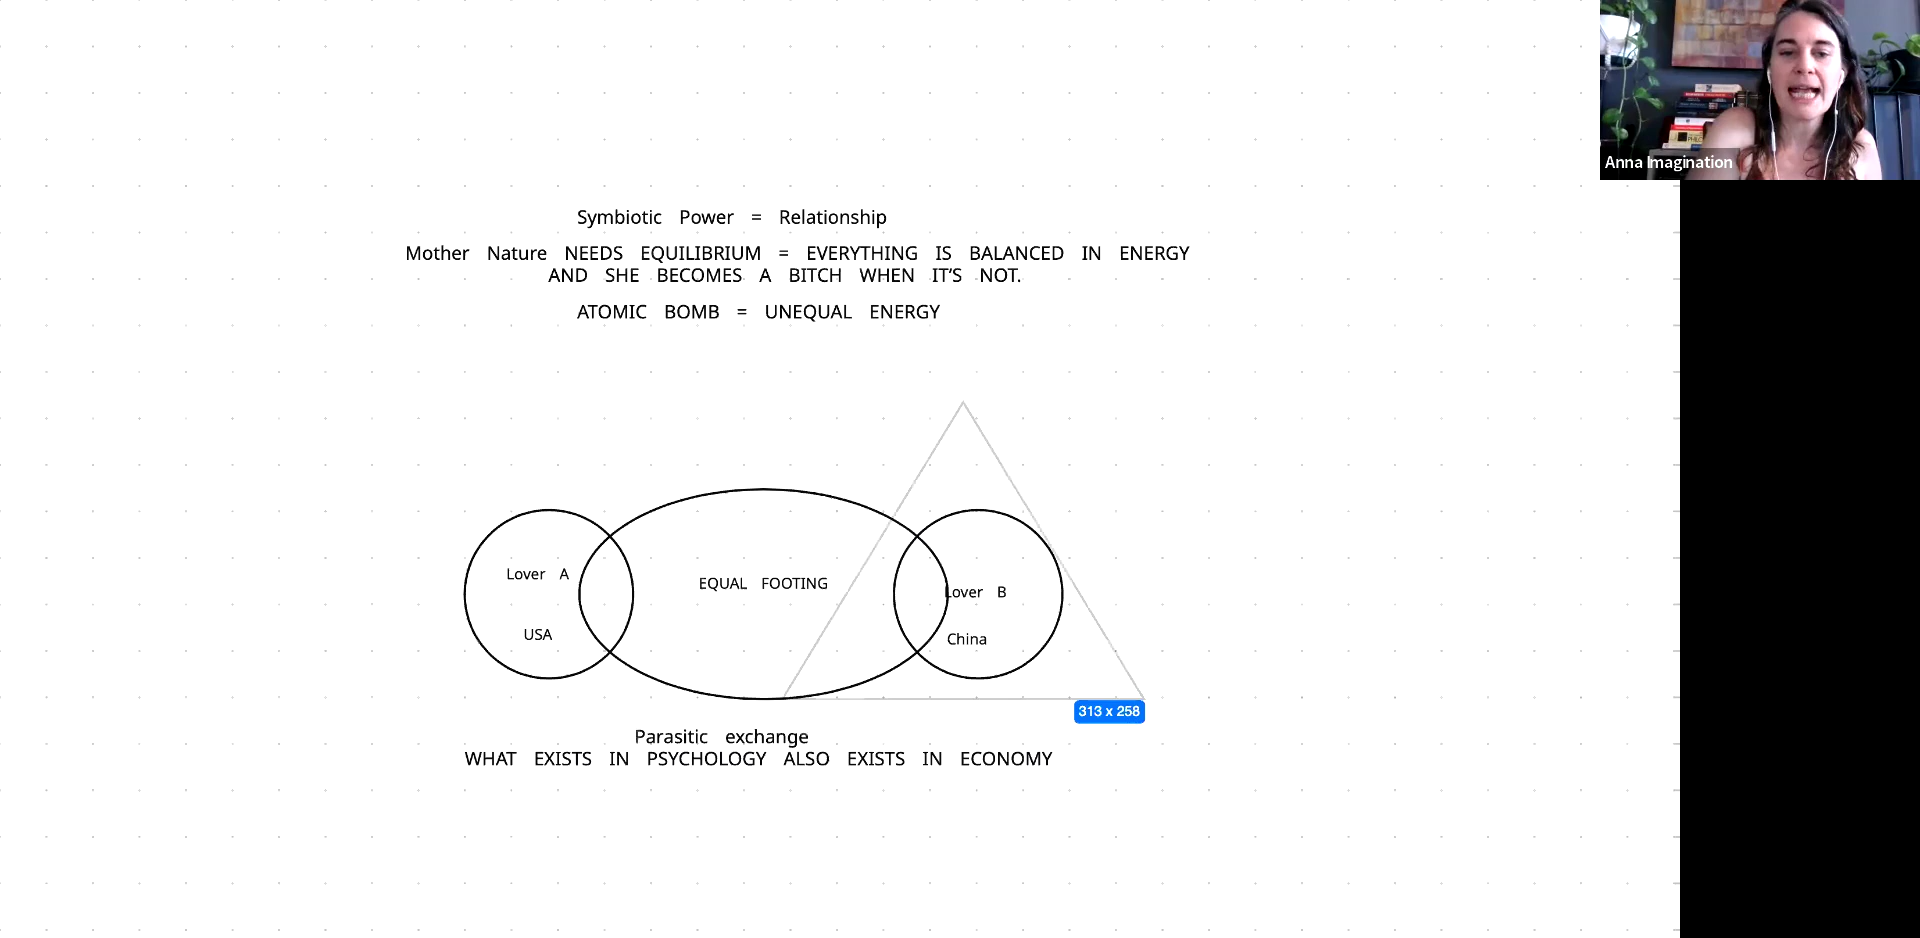 Anna Imagination
Symbiotic Power = Relationship
Mother Nature NEEDS EQUILIBRIUM = EVERYTHING IS BALANCED IN ENERGY
AND SHE BECOMES A BITCH WHEN IT'S NOT.
ATOMIC BOMB = UNEQUAL ENERGY
Lover A
EQUAL FOOTING
Lover B
USA
China
313 x 258
Parasitic exchange
WHAT EXISTS IN PSYCHOLOGY ALSO EXISTS IN ECONOMY